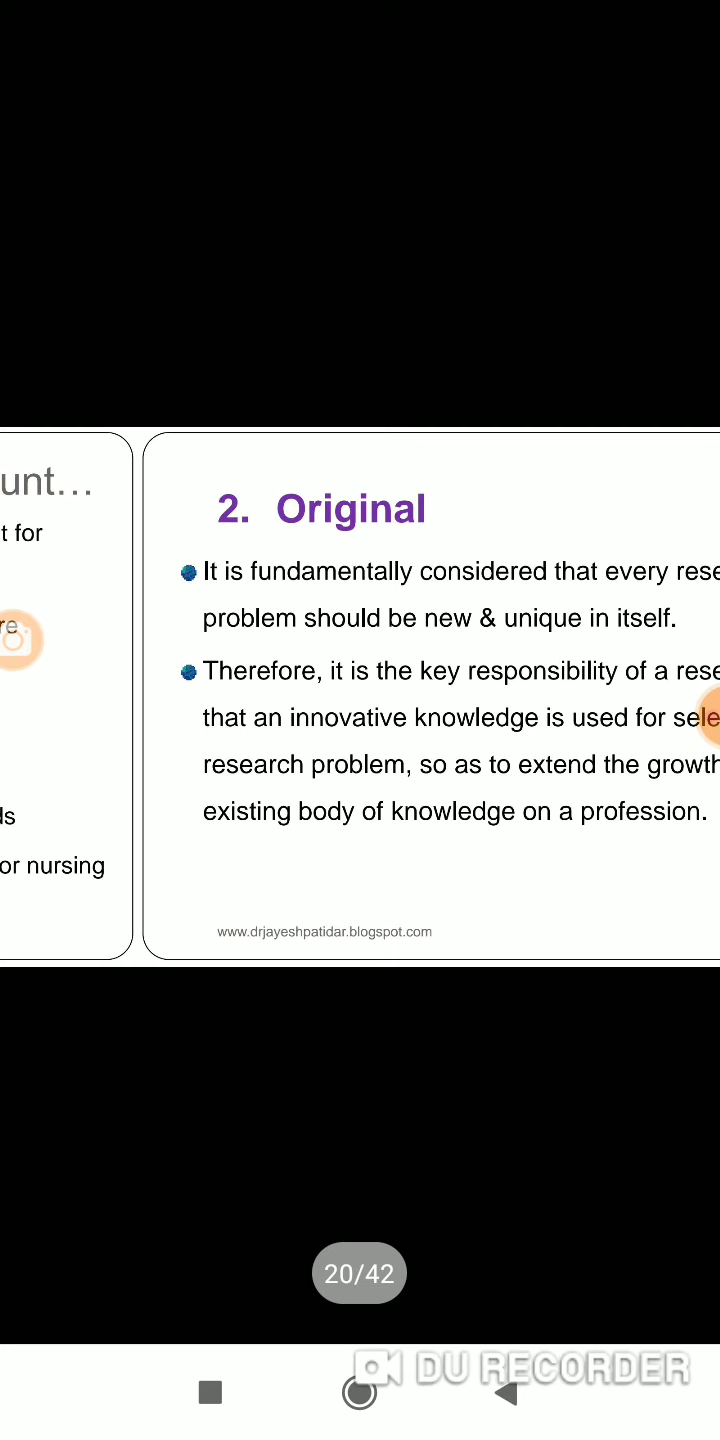 unt…
t for
re
ds
or nursing
2. Original
It is fundamentally considered that every rese
problem should be new & unique in itself.
Therefore, it is the key responsibility of a rese
that an innovative knowledge is used for sele
research problem, so as to extend the growth
existing body of knowledge on a profession.
www.drjayeshpatidar.blogspot.com
20/42
DU RECORDER